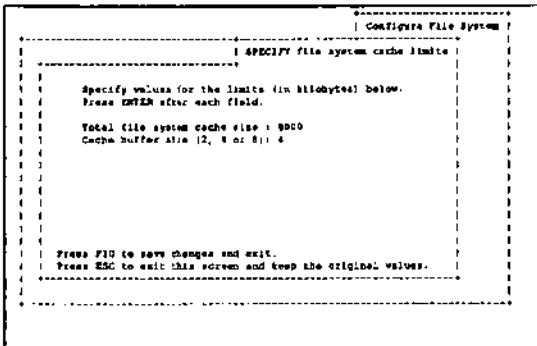 Configure File System
SPECIFY file system cache limits
Specify values for the limits (in kilobytes) below.
Press ENTER after each field.
Total file system cache size : 9000
Cache buffer size (2, 4 or 8): 4
Press F10 to save changes and exit.
Press ESC to exit this screen and keep the original values.